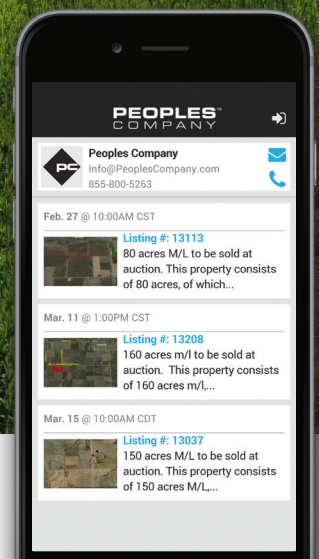 PEOPLES™
COMPANY
PC
Peoples Company
Info@PeoplesCompany.com
855-800-5263
Feb. 27 @ 10:00AM CST
Listing #: 13113
80 acres M/L to be sold at
auction. This property consists
of 80 acres, of which...
Mar. 11 @ 1:00PM CST
Listing #: 13208
160 acres m/l to be sold at
auction.  This property consists
of 160 acres m/l,...
Mar. 15 @ 10:00AM CDT
Listing #: 13037
150 acres M/L to be sold at
auction. This property consists
of 150 acres M/L,...